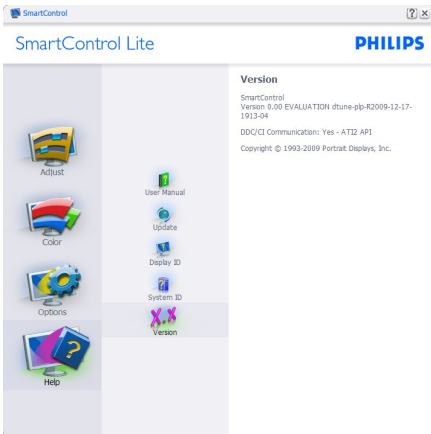 SmartControl
SmartControl Lite
PHILIPS
Adjust
Color
Options
Help
User Manual
Update
Display ID
System ID
X.X
Version
Version
SmartControl
Version 0.00 EVALUATION dtune-plp-R2009-12-17-
1913-04
DDC/CI Communication: Yes - ATI2 API
Copyright © 1993-2009 Portrait Displays, Inc.